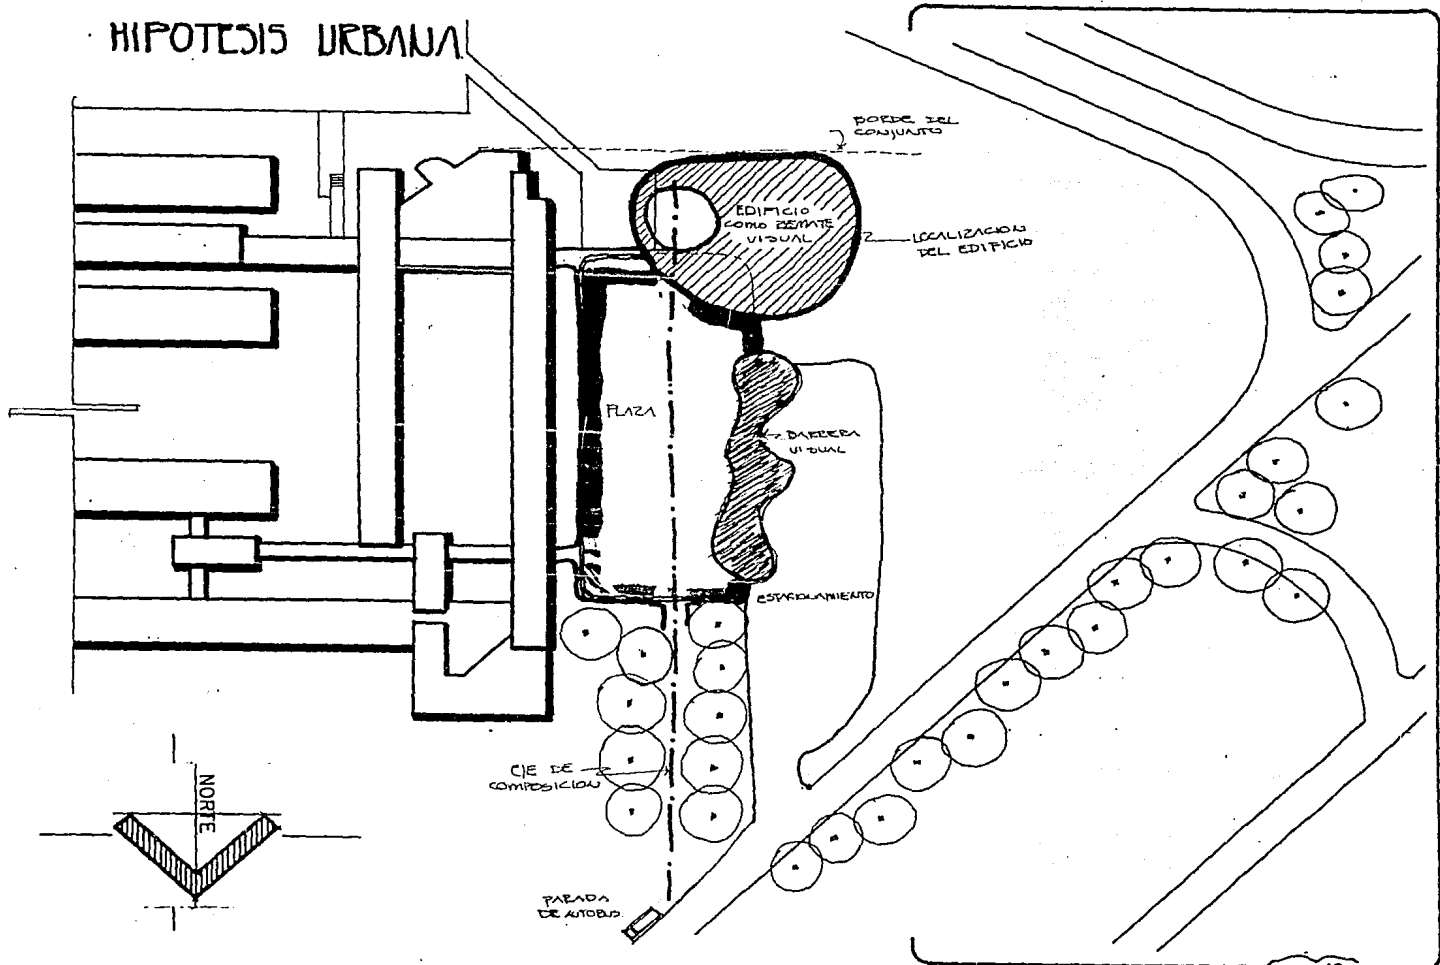 HIPOTESIS URBANA
BORDE DEL
CONJUNTO
EDIFICIO
COMO REMATE
VISUAL
LOCALIZACION
DEL EDIFICIO
PLAZA
BARRERA
VISUAL
ESTACIONAMIENTO
EJE DE
COMPOSICION
NORTE
PARADA
DE AUTOBUS